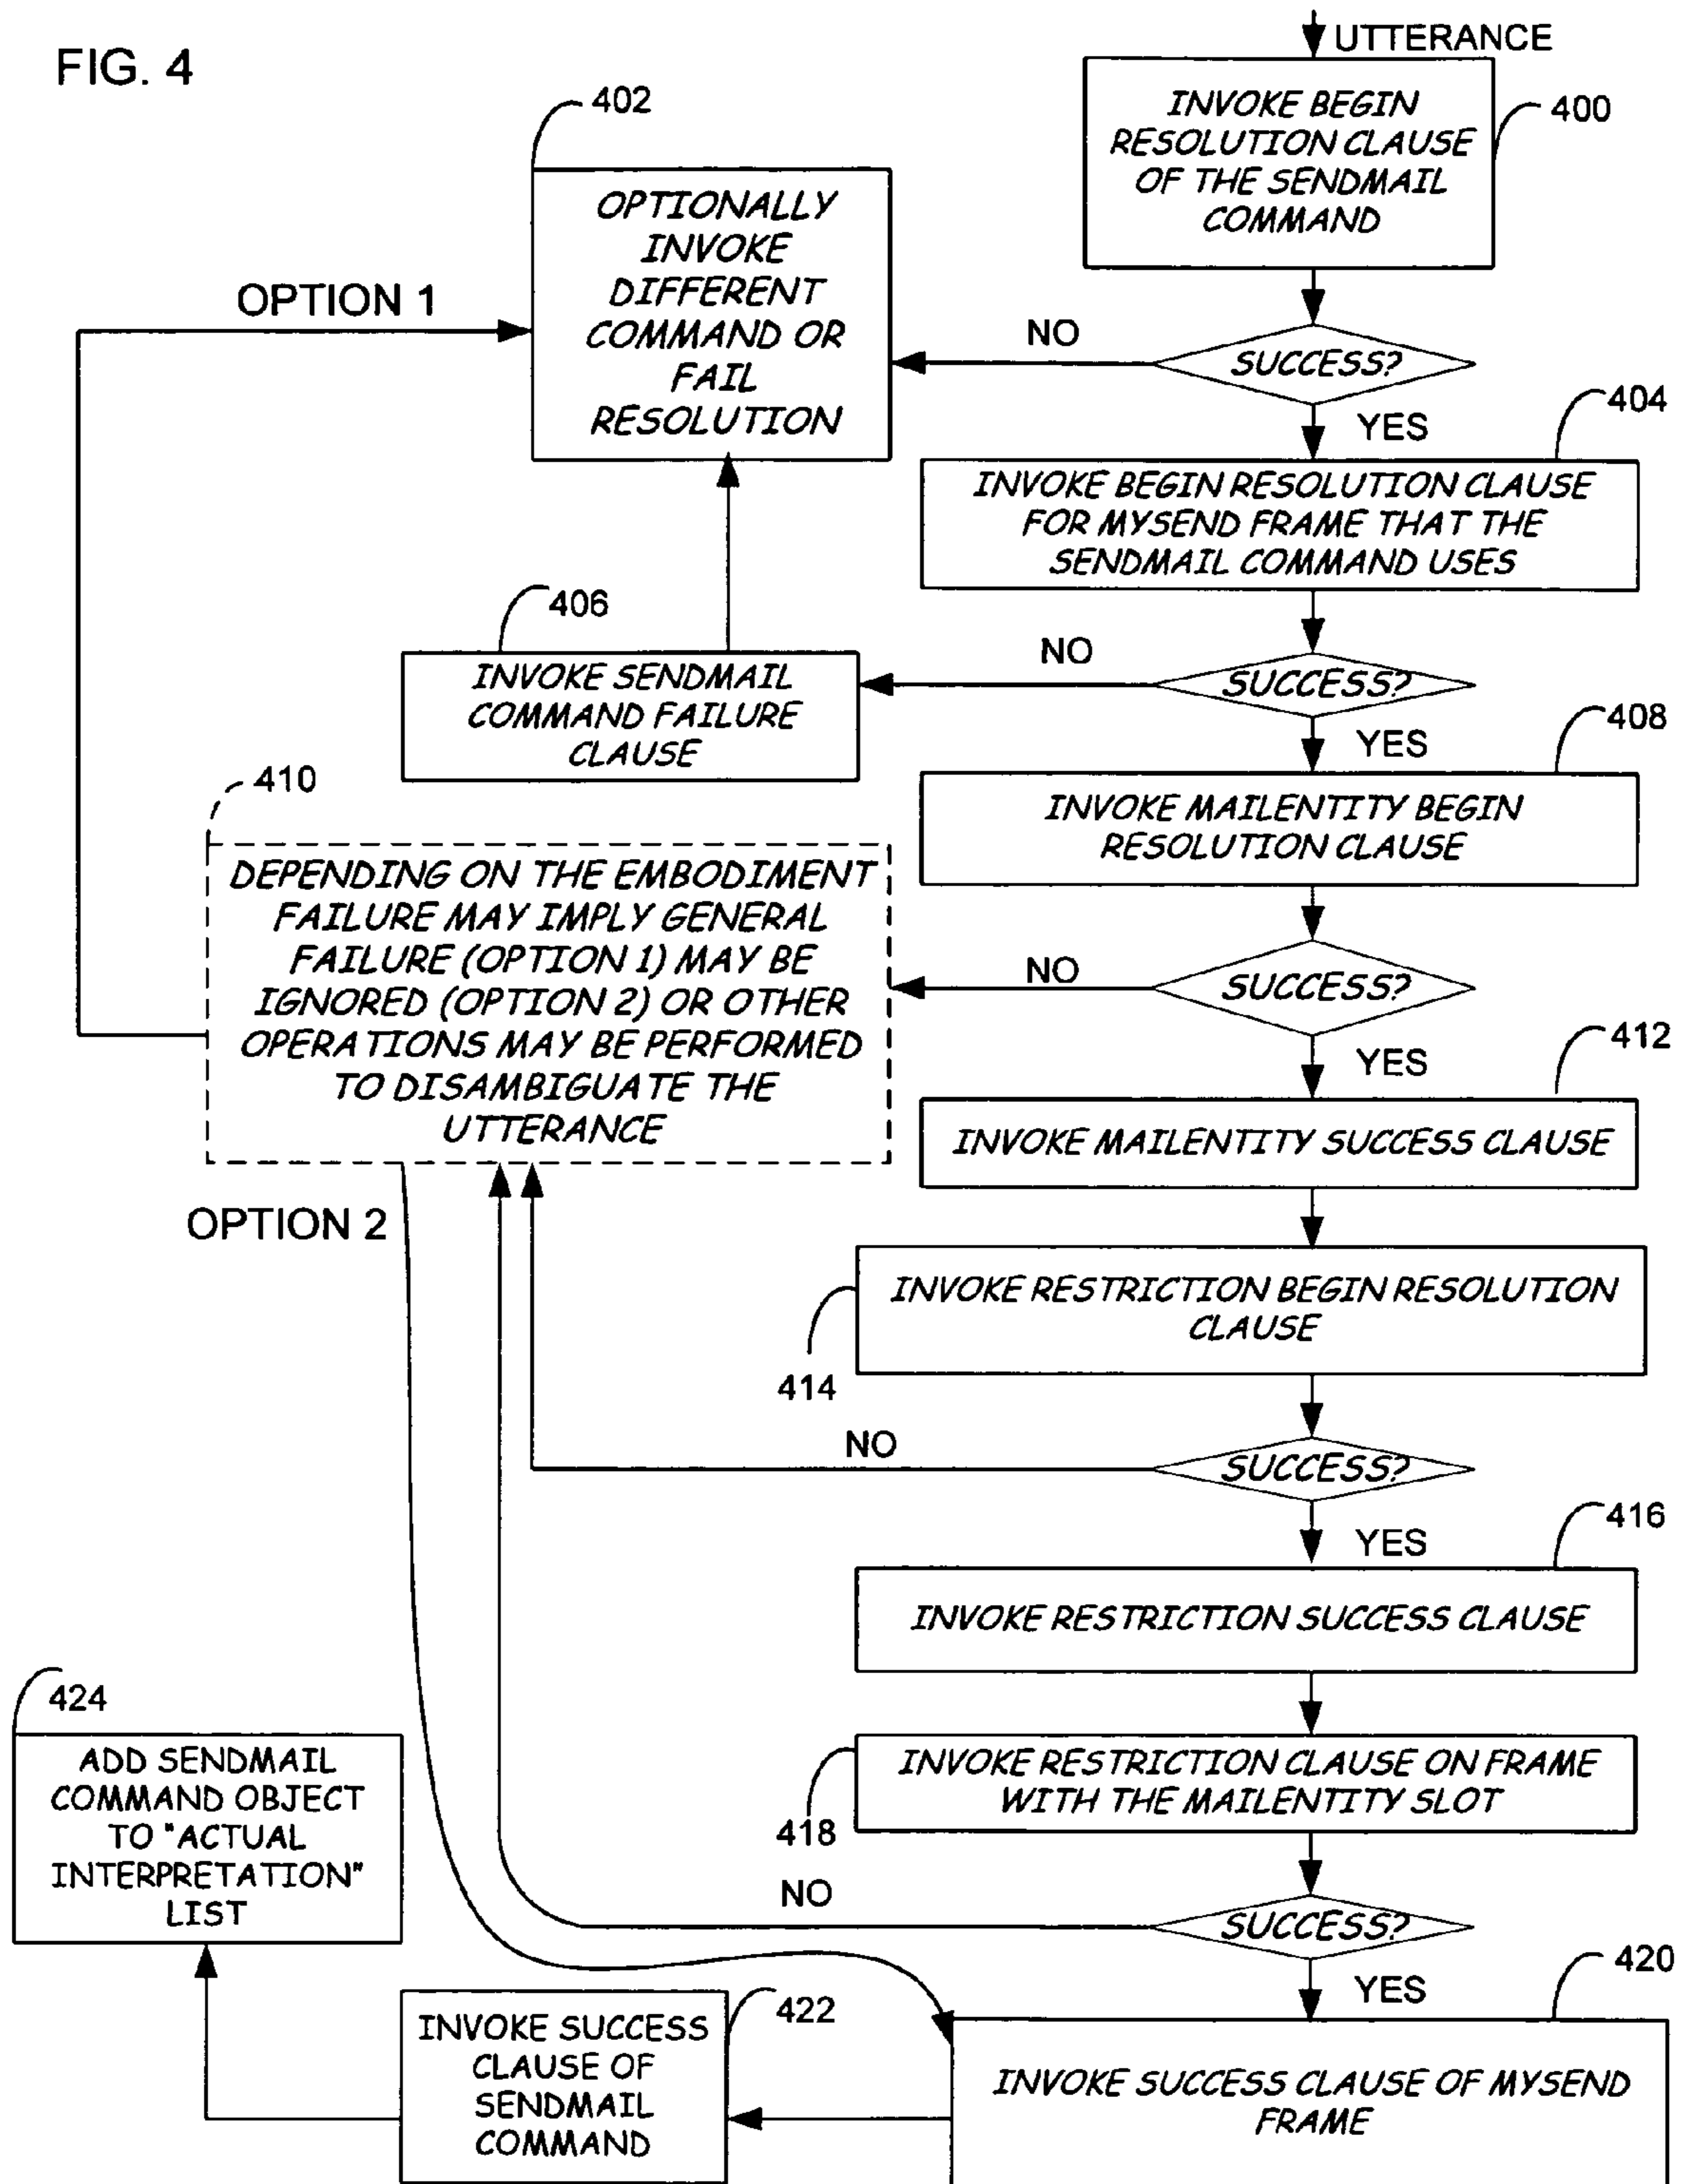 FIG. 4
UTTERANCE
INVOKE BEGIN
RESOLUTION CLAUSE
OF THE SENDMAIL
COMMAND
400
402
OPTIONALLY
INVOKE
DIFFERENT
COMMAND OR
FAIL
RESOLUTION
OPTION 1
NO
SUCCESS?
YES
404
INVOKE BEGIN RESOLUTION CLAUSE
FOR MYSEND FRAME THAT THE
SENDMAIL COMMAND USES
406
INVOKE SENDMAIL
COMMAND FAILURE
CLAUSE
NO
SUCCESS?
YES
408
INVOKE MAILENTITY BEGIN
RESOLUTION CLAUSE
410
DEPENDING ON THE EMBODIMENT
FAILURE MAY IMPLY GENERAL
FAILURE (OPTION 1) MAY BE
IGNORED (OPTION 2) OR OTHER
OPERATIONS MAY BE PERFORMED
TO DISAMBIGUATE THE
UTTERANCE
NO
SUCCESS?
YES
412
INVOKE MAILENTITY SUCCESS CLAUSE
OPTION 2
INVOKE RESTRICTION BEGIN RESOLUTION
CLAUSE
414
NO
SUCCESS?
YES
416
INVOKE RESTRICTION SUCCESS CLAUSE
INVOKE RESTRICTION CLAUSE ON FRAME
WITH THE MAILENTITY SLOT
418
NO
SUCCESS?
YES
420
INVOKE SUCCESS CLAUSE OF MYSEND
FRAME
422
INVOKE SUCCESS
CLAUSE OF
SENDMAIL
COMMAND
424
ADD SENDMAIL
COMMAND OBJECT
TO "ACTUAL
INTERPRETATION"
LIST